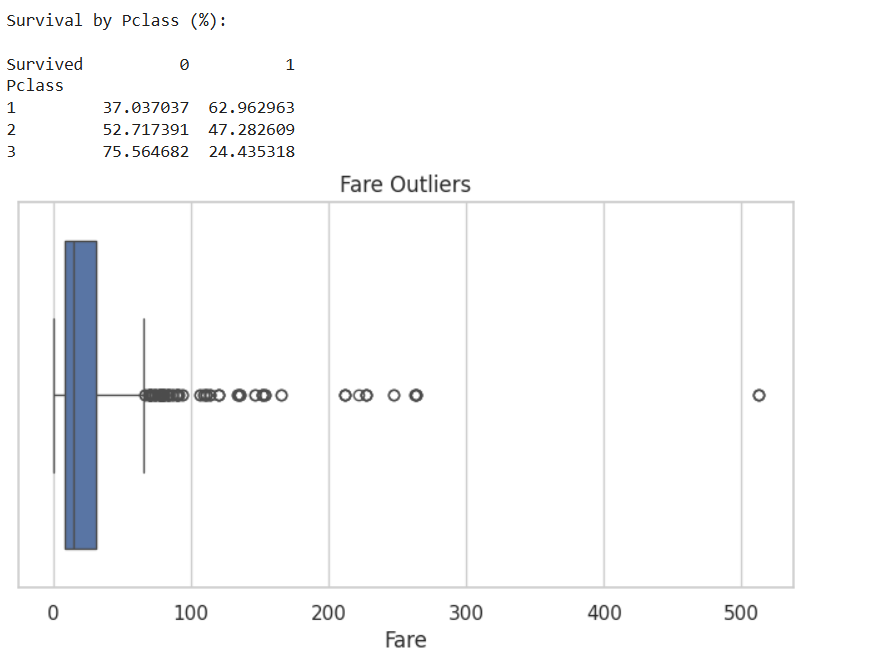 Survival by Pclass (%):
Survived 0 1
Pclass
1 37.037037 62.962963
2 52.717391 47.282609
3 75.564682 24.435318
Fare Outliers
0 100 200 300 400 500
Fare